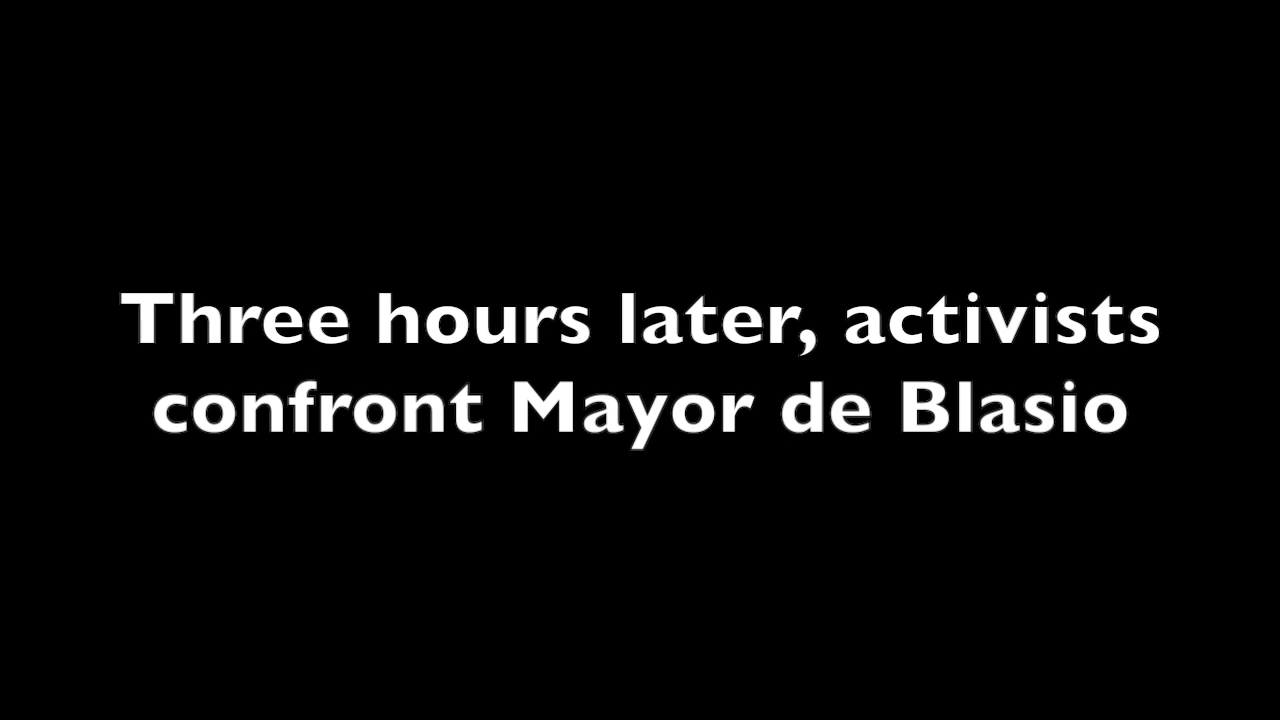 Three hours later, activists
confront Mayor de Blasio